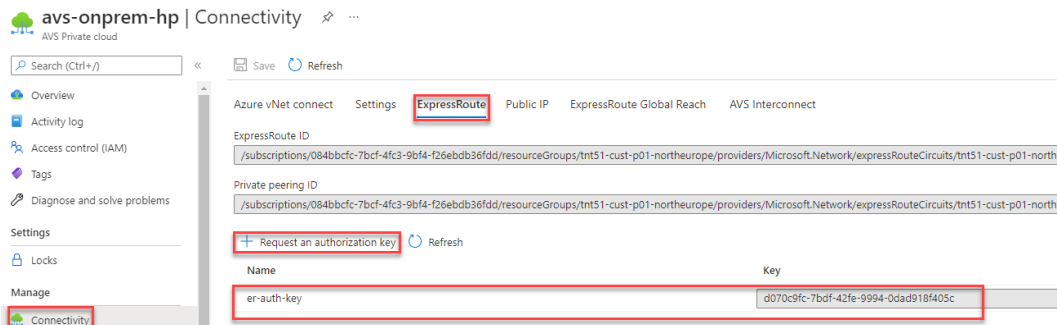 avs-onprem-hp | Connectivity
AVS Private cloud
Search (Ctrl+/)
Overview
Activity log
Access control (IAM)
Tags
Diagnose and solve problems
Settings
Locks
Manage
Connectivity
Save Refresh
Azure vNet connect Settings ExpressRoute Public IP ExpressRoute Global Reach AVS Interconnect
ExpressRoute ID
/subscriptions/084bbcfc-7bcf-4fc3-9bf4-f26ebdb36fdd/resourceGroups/tnt51-cust-p01-northeurope/providers/Microsoft.Network/expressRouteCircuits/tnt51-cust-p01-north
Private peering ID
/subscriptions/084bbcfc-7bcf-4fc3-9bf4-f26ebdb36fdd/resourceGroups/tnt51-cust-p01-northeurope/providers/Microsoft.Network/expressRouteCircuits/tnt51-cust-p01-north
+ Request an authorization key Refresh
Name Key
er-auth-key d070c9fc-7bdf-42fe-9994-0dad918f405c